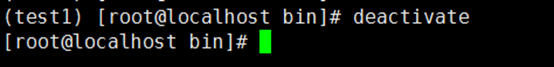 (test1) [root@localhost bin]# deactivate
[root@localhost bin]#